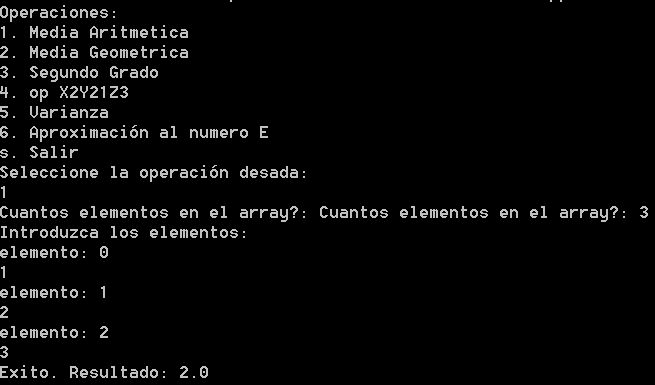 Operaciones:
1. Media Aritmetica
2. Media Geometrica
3. Segundo Grado
4. op X2Y21Z3
5. Varianza
6. Aproximación al numero E
s. Salir
Seleccione la operación desada:
1
Cuantos elementos en el array?: Cuantos elementos en el array?: 3
Introduzca los elementos:
elemento: 0
1
elemento: 1
2
elemento: 2
3
Exito. Resultado: 2.0